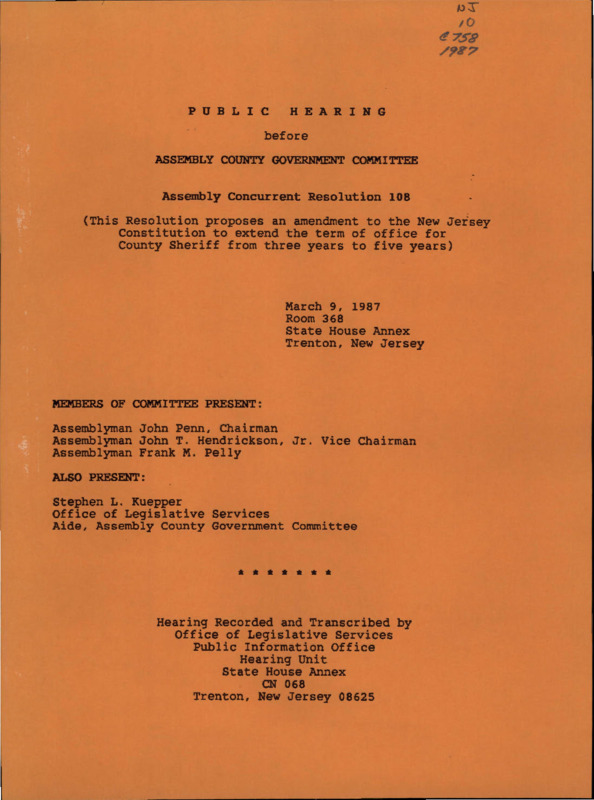 NJ
10
C758
1987
PUBLIC HEARING
before
ASSEMBLY COUNTY GOVERNMENT COMMITTEE
Assembly Concurrent Resolution 108
(This Resolution proposes an amendment to the New Jersey
Constitution to extend the term of office for
County Sheriff from three years to five years)
March 9, 1987
Room 368
State House Annex
Trenton, New Jersey
MEMBERS OF COMMITTEE PRESENT:
Assemblyman John Penn, Chairman
Assemblyman John T. Hendrickson, Jr. Vice Chairman
Assemblyman Frank M. Pelly
ALSO PRESENT:
Stephen L. Kuepper
Office of Legislative Services
Aide, Assembly County Government Committee
* * * * * * *
Hearing Recorded and Transcribed by
Office of Legislative Services
Public Information Office
Hearing Unit
State House Annex
CN 068
Trenton, New Jersey 08625